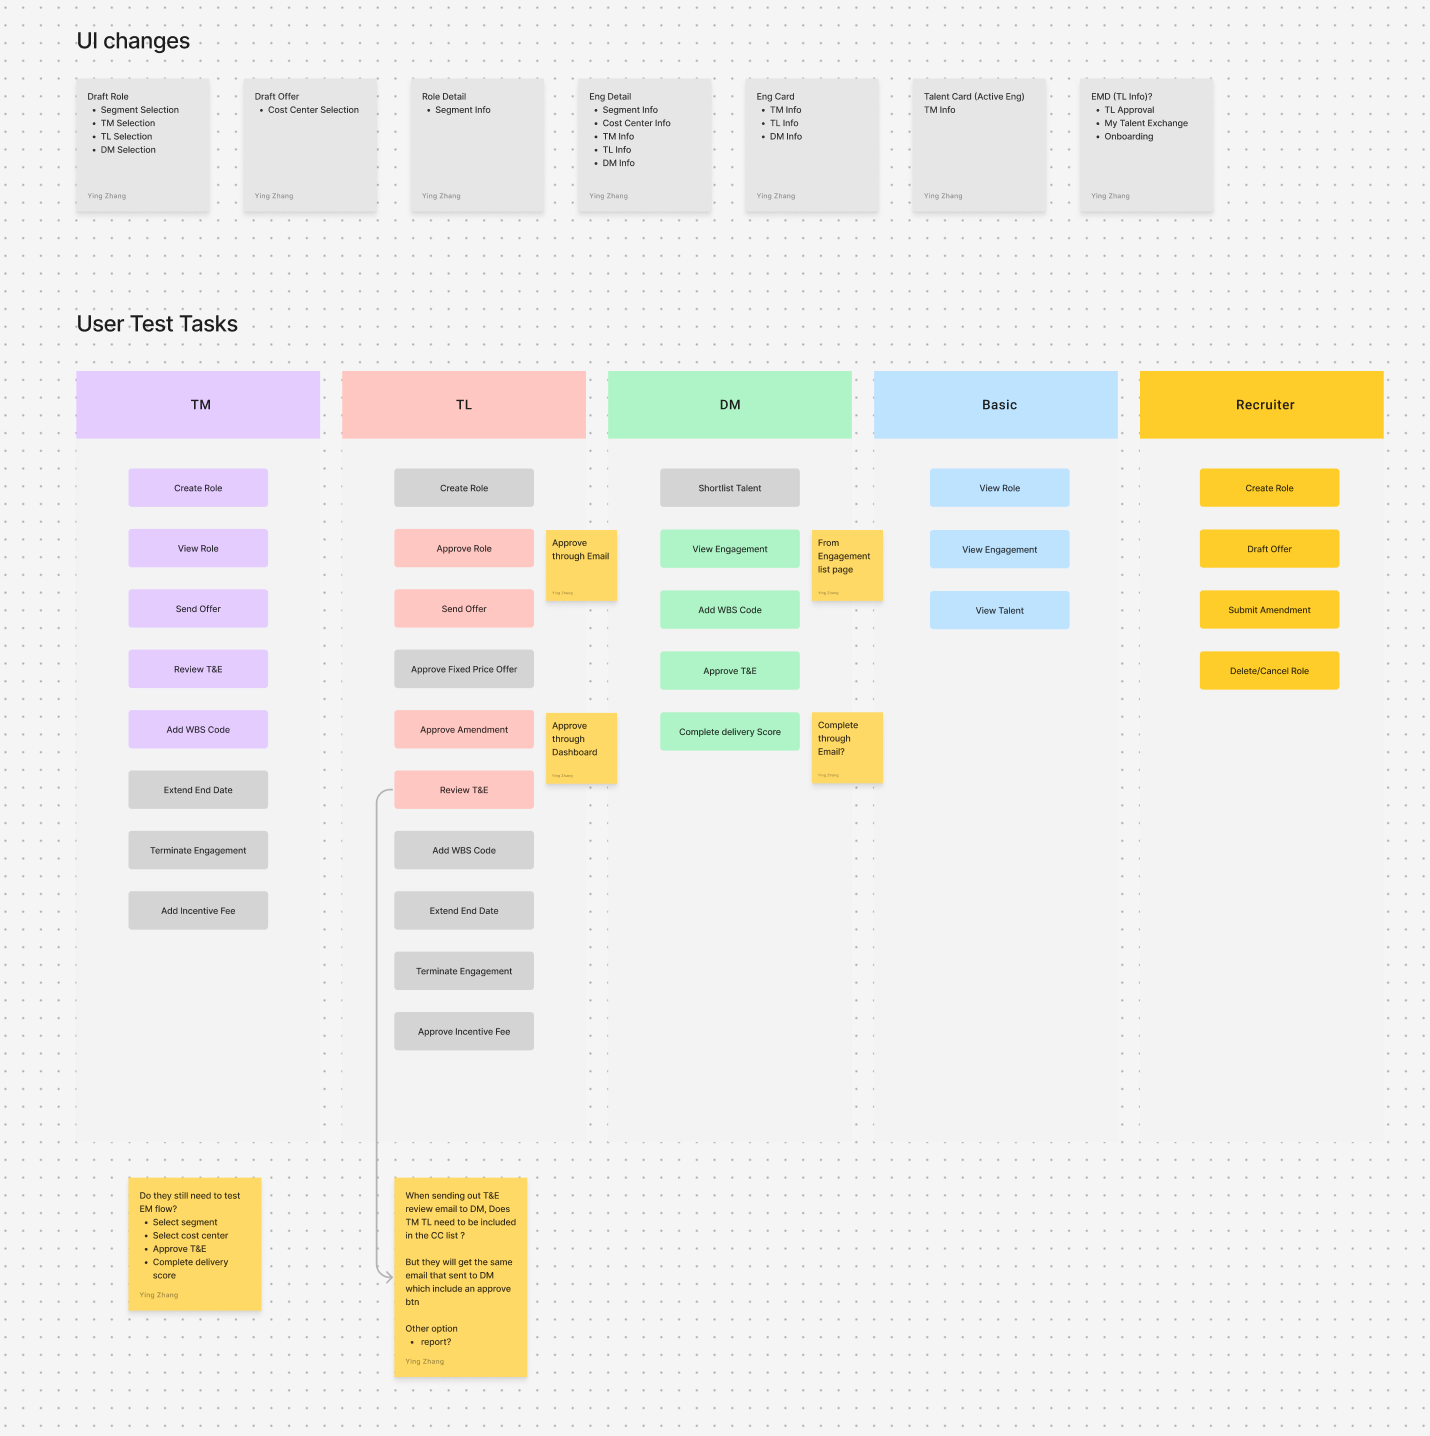 UI changes
Draft Role
• Segment Selection
• TM Selection
• TL Selection
• DM Selection
Ying Zhang
Draft Offer
• Cost Center Selection
Ying Zhang
Role Detail
• Segment Info
Ying Zhang
Eng Detail
• Segment Info
• Cost Center Info
• TM Info
• TL Info
• DM Info
Ying Zhang
Eng Card
• TM Info
• TL Info
• DM Info
Ying Zhang
Talent Card (Active Eng)
TM Info
Ying Zhang
EMD (TL Info)?
• TL Approval
• My Talent Exchange
• Onboarding
Ying Zhang
User Test Tasks
TM
Create Role
View Role
Send Offer
Review T&E
Add WBS Code
Extend End Date
Terminate Engagement
Add Incentive Fee
Do they still need to test
EM flow?
• Select segment
• Select cost center
• Approve T&E
• Complete delivery
score
Ying Zhang
TL
Create Role
Approve Role
Approve
through Email
Ying Zhang
Send Offer
Approve Fixed Price Offer
Approve Amendment
Approve
through
Dashboard
Ying Zhang
Review T&E
Add WBS Code
Extend End Date
Terminate Engagement
Approve Incentive Fee
When sending out T&E
review email to DM, Does
TM TL need to be included
in the CC list ?
But they will get the same
email that sent to DM
which include an approve
btn
Other option
• report?
Ying Zhang
DM
Shortlist Talent
View Engagement
From
Engagement
list page
Ying Zhang
Add WBS Code
Approve T&E
Complete delivery Score
Complete
through
Email?
Ying Zhang
Basic
View Role
View Engagement
View Talent
Recruiter
Create Role
Draft Offer
Submit Amendment
Delete/Cancel Role